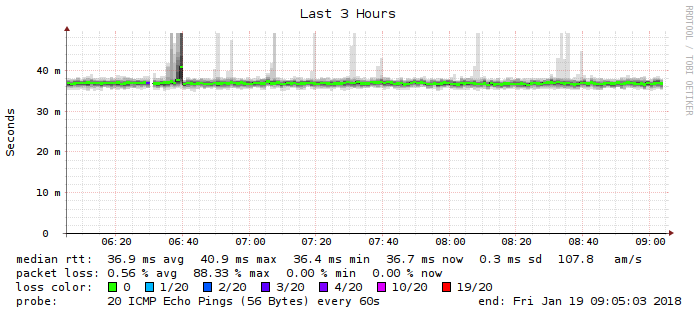 Last 3 Hours
RRDTOOL / TOBI OETIKER
Seconds
40 m
30 m
20 m
10 m
0
06:20 06:40 07:00 07:20 07:40 08:00 08:20 08:40 09:00
median rtt: 36.9 ms avg 40.9 ms max 36.4 ms min 36.7 ms now 0.3 ms sd 107.8 am/s
packet loss: 0.56 % avg 88.33 % max 0.00 % min 0.00 % now
loss color: 0 1/20 2/20 3/20 4/20 10/20 19/20
probe: 20 ICMP Echo Pings (56 Bytes) every 60s end: Fri Jan 19 09:05:03 2018